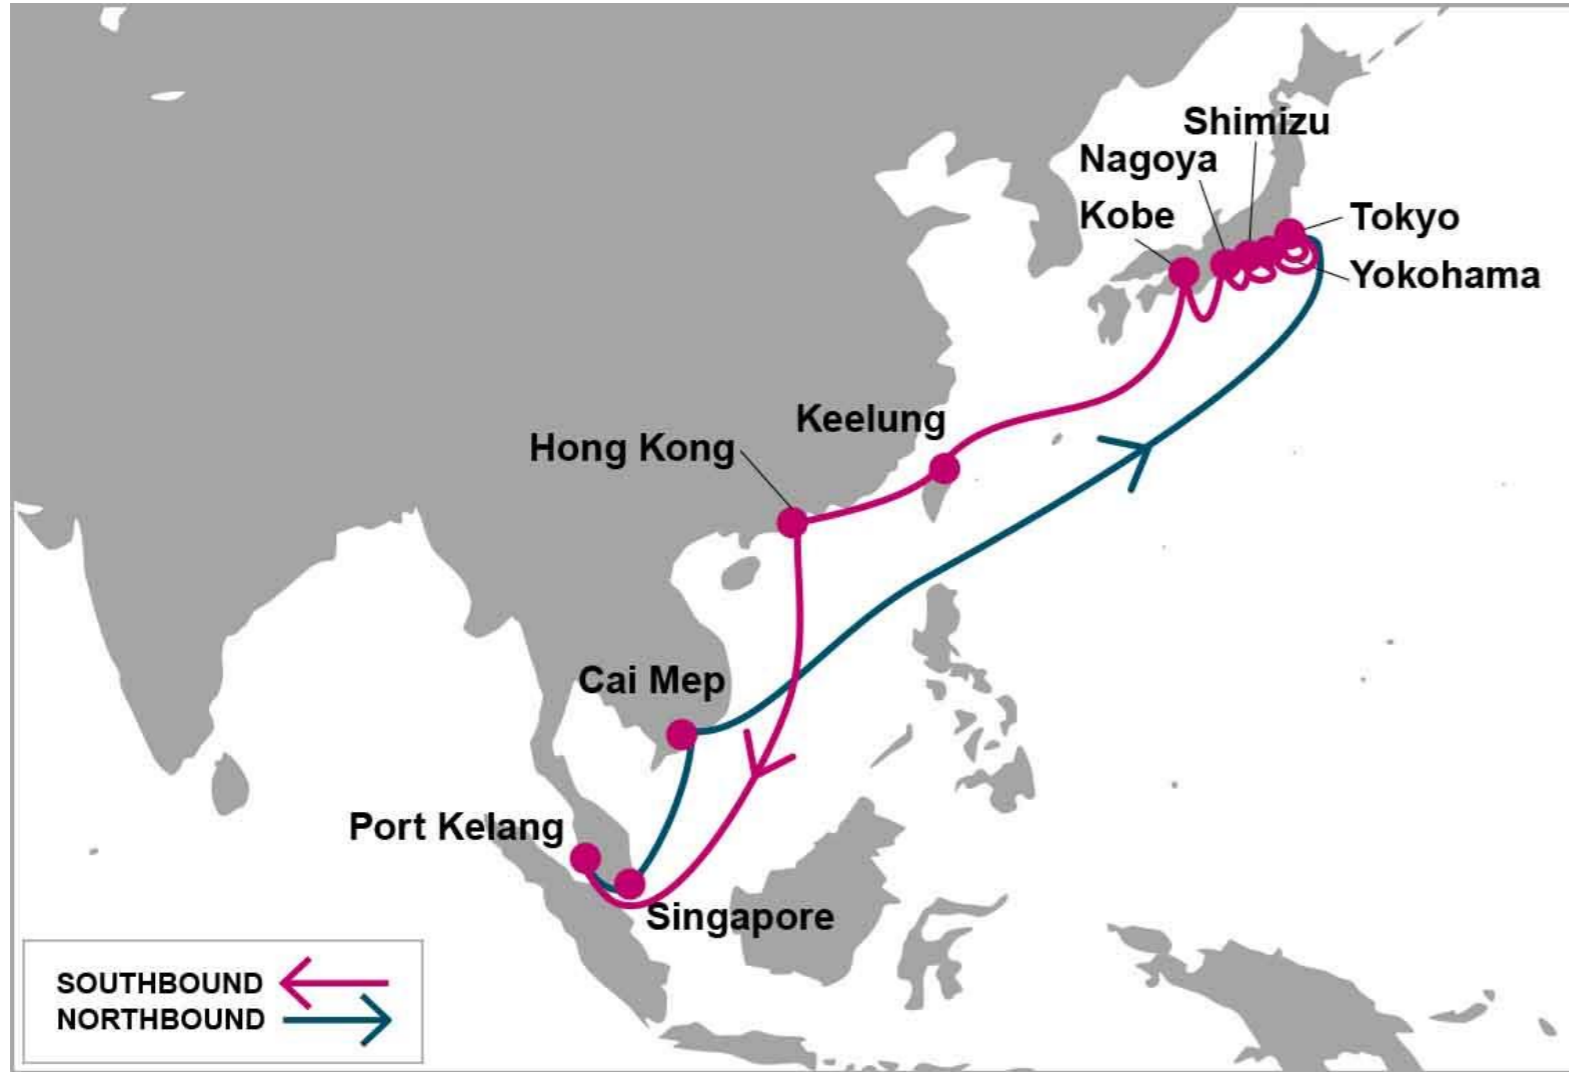 Shimizu
Nagoya
Kobe
Tokyo
Yokohama
Keelung
Hong Kong
Cai Mep
Port Kelang
Singapore
SOUTHBOUND
NORTHBOUND